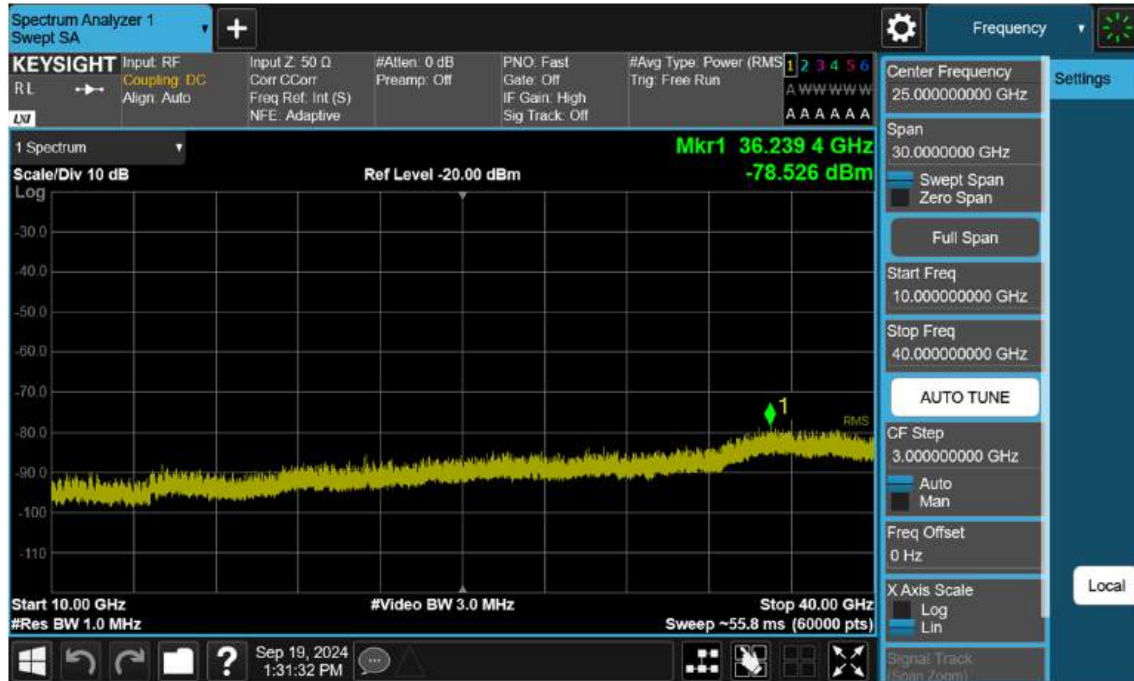 Spectrum Analyzer 1
Swept SA
Frequency
KEYSIGHT
R L
LXI
Input: RF
Coupling: DC
Align: Auto
Input Z: 50 Ω
Corr CCorr
Freq Ref: Int (S)
NFE: Adaptive
#Atten: 0 dB
Preamp: Off
PNO: Fast
Gate: Off
IF Gain: High
Sig Track: Off
#Avg Type: Power (RMS
Trig: Free Run
1 2 3 4 5 6
A W W W W W
A A A A A A
1 Spectrum
Scale/Div 10 dB
Log
Ref Level -20.00 dBm
Mkr1 36.239 4 GHz
-78.526 dBm
-30.0
-40.0
-50.0
-60.0
-70.0
-80.0
-90.0
-100
-110
1
RMS
Start 10.00 GHz
#Res BW 1.0 MHz
#Video BW 3.0 MHz
Stop 40.00 GHz
Sweep ~55.8 ms (60000 pts)
Center Frequency
25.000000000 GHz
Span
30.0000000 GHz
Swept Span
Zero Span
Full Span
Start Freq
10.000000000 GHz
Stop Freq
40.000000000 GHz
AUTO TUNE
CF Step
3.000000000 GHz
Auto
Man
Freq Offset
0 Hz
X Axis Scale
Log
Lin
Signal Track
(Span Zoom)
Settings
Local
?
Sep 19, 2024
1:31:32 PM